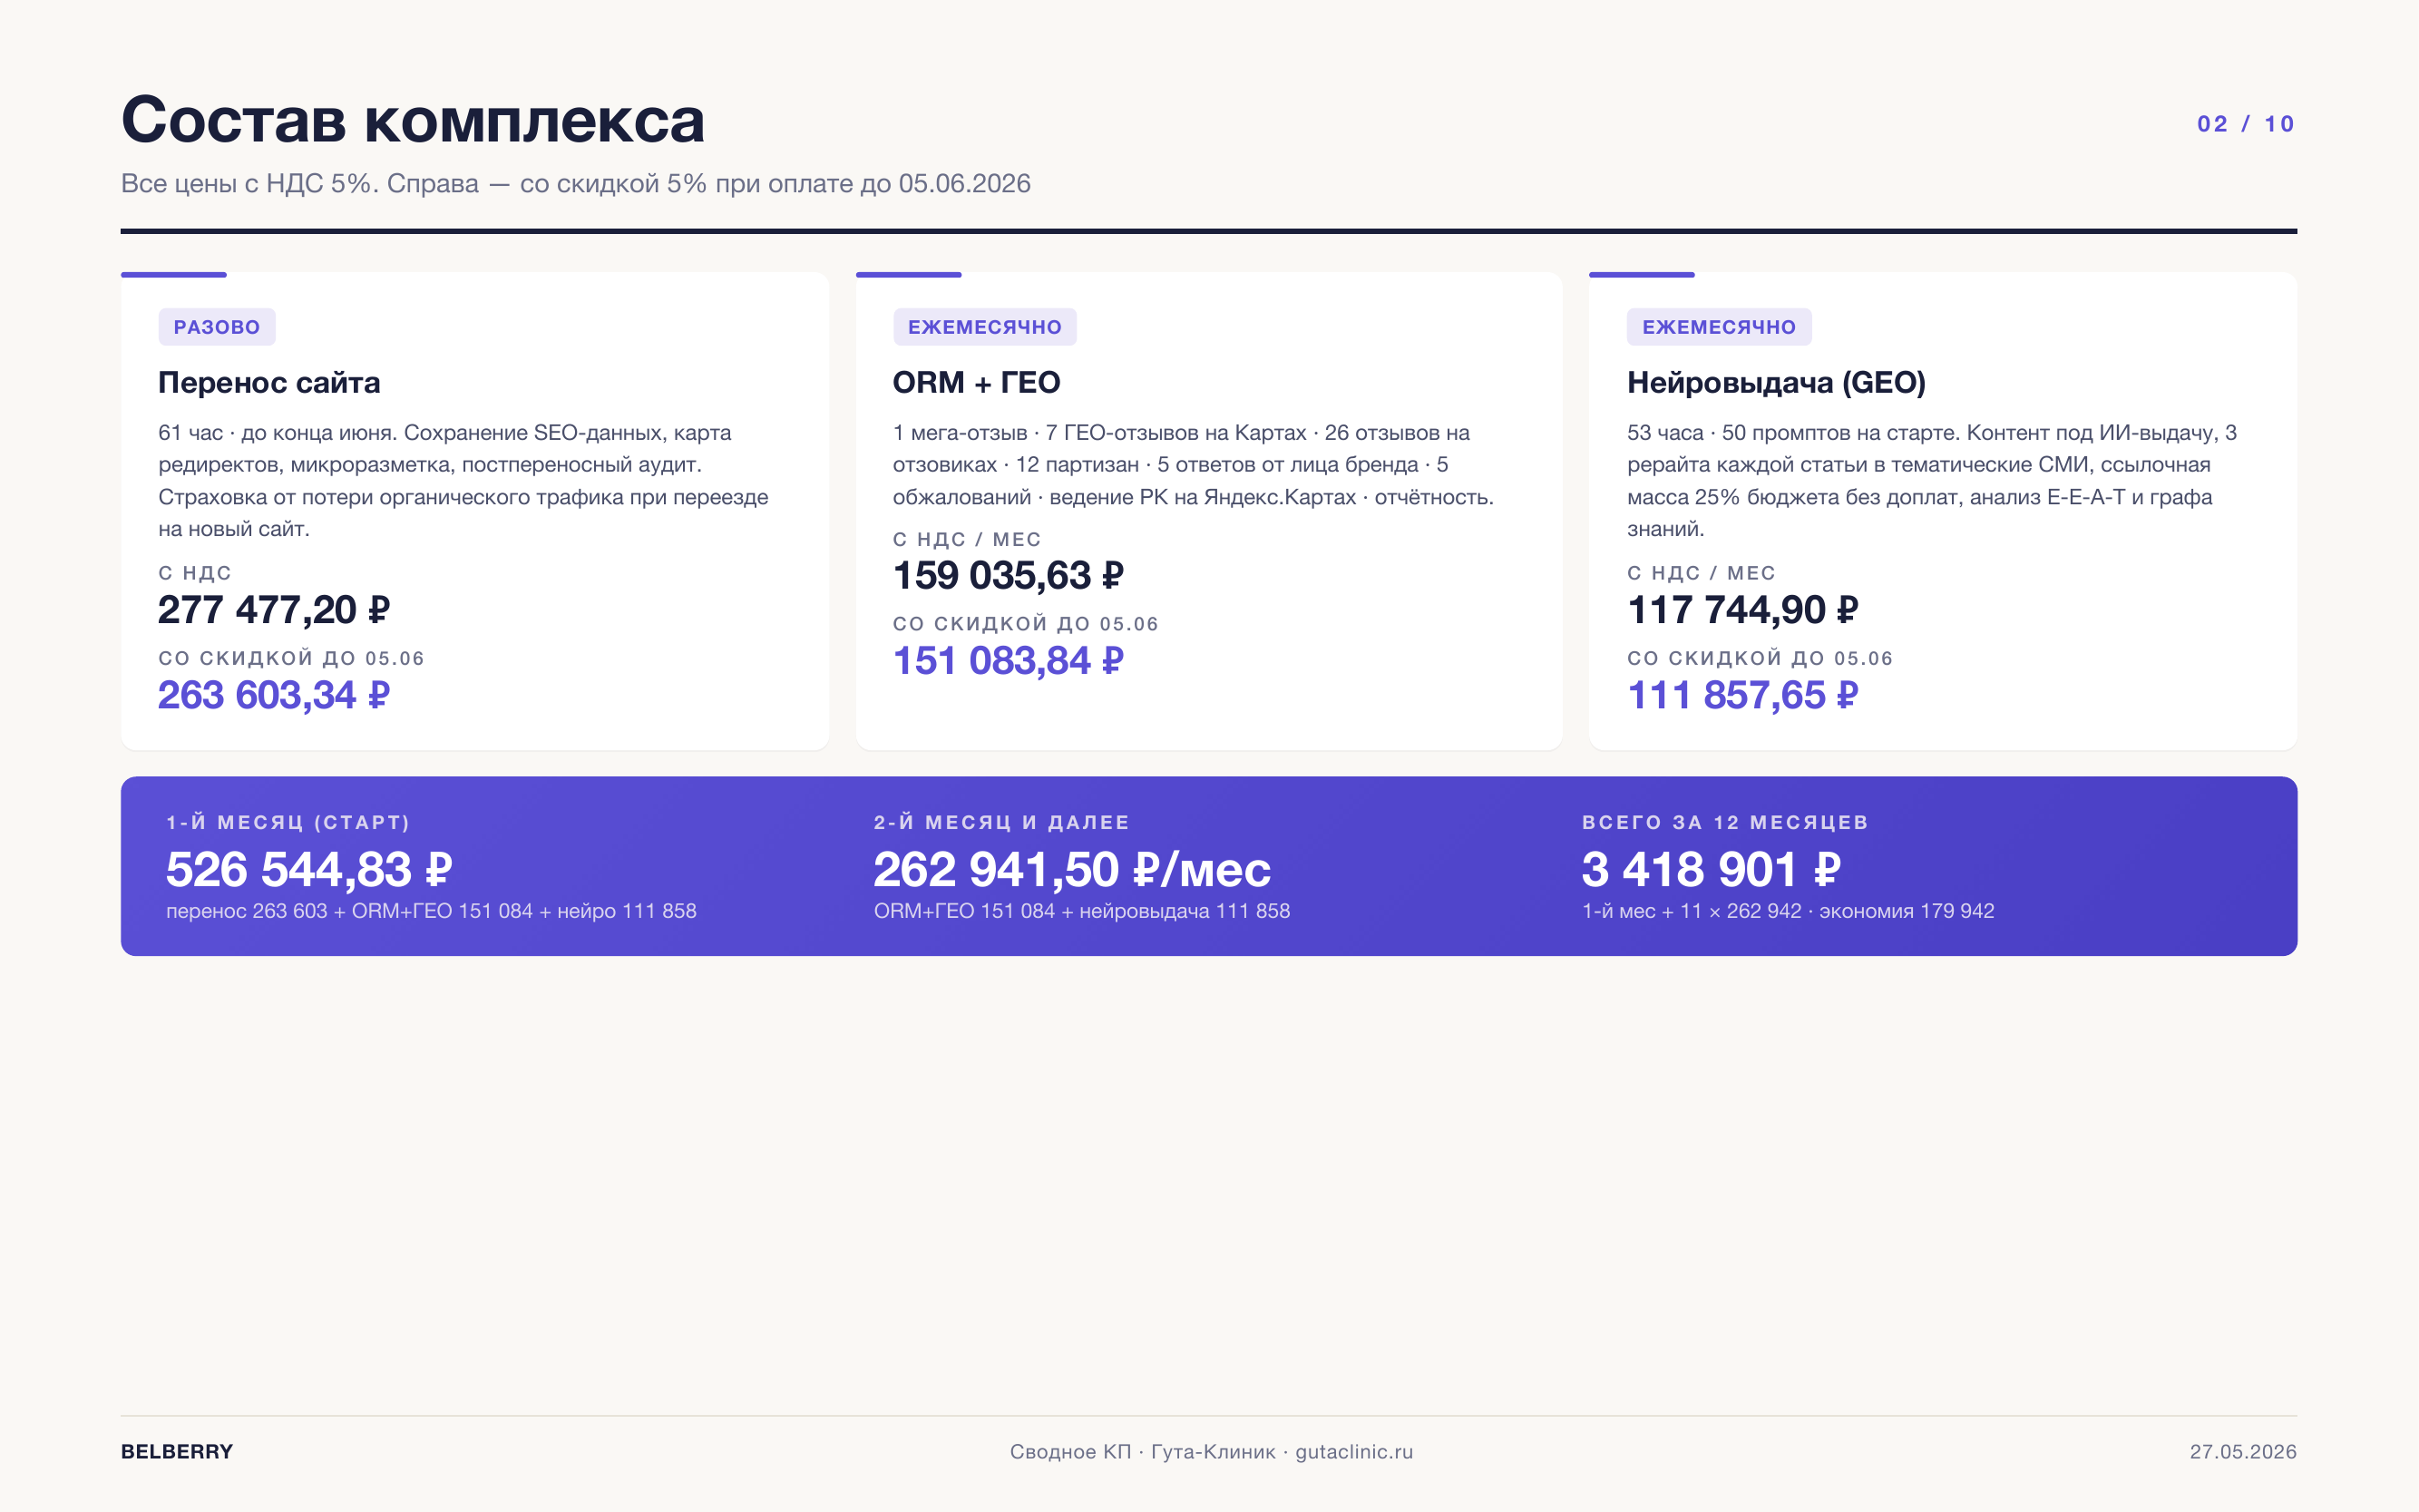 Состав комплекса
02 / 10
Все цены с НДС 5%. Справа — со скидкой 5% при оплате до 05.06.2026
РАЗОВО
Перенос сайта
61 час · до конца июня. Сохранение SEO-данных, карта
редиректов, микроразметка, постпереносный аудит.
Страховка от потери органического трафика при переезде
на новый сайт.
С НДС
277 477,20 ₽
СО СКИДКОЙ ДО 05.06
263 603,34 ₽
ЕЖЕМЕСЯЧНО
ORM + ГЕО
1 мега-отзыв · 7 ГЕО-отзывов на Картах · 26 отзывов на
отзовиках · 12 партизан · 5 ответов от лица бренда · 5
обжалований · ведение РК на Яндекс.Картах · отчётность.
С НДС / МЕС
159 035,63 ₽
СО СКИДКОЙ ДО 05.06
151 083,84 ₽
ЕЖЕМЕСЯЧНО
Нейровыдача (GEO)
53 часа · 50 промптов на старте. Контент под ИИ-выдачу, 3
рерайта каждой статьи в тематические СМИ, ссылочная
масса 25% бюджета без доплат, анализ E-E-A-T и графа
знаний.
С НДС / МЕС
117 744,90 ₽
СО СКИДКОЙ ДО 05.06
111 857,65 ₽
1-Й МЕСЯЦ (СТАРТ)
526 544,83 ₽
перенос 263 603 + ORM+ГЕО 151 084 + нейро 111 858
2-Й МЕСЯЦ И ДАЛЕЕ
262 941,50 ₽/мес
ORM+ГЕО 151 084 + нейровыдача 111 858
ВСЕГО ЗА 12 МЕСЯЦЕВ
3 418 901 ₽
1-й мес + 11 × 262 942 · экономия 179 942
BELBERRY
Сводное КП · Гута-Клиник · gutaclinic.ru
27.05.2026